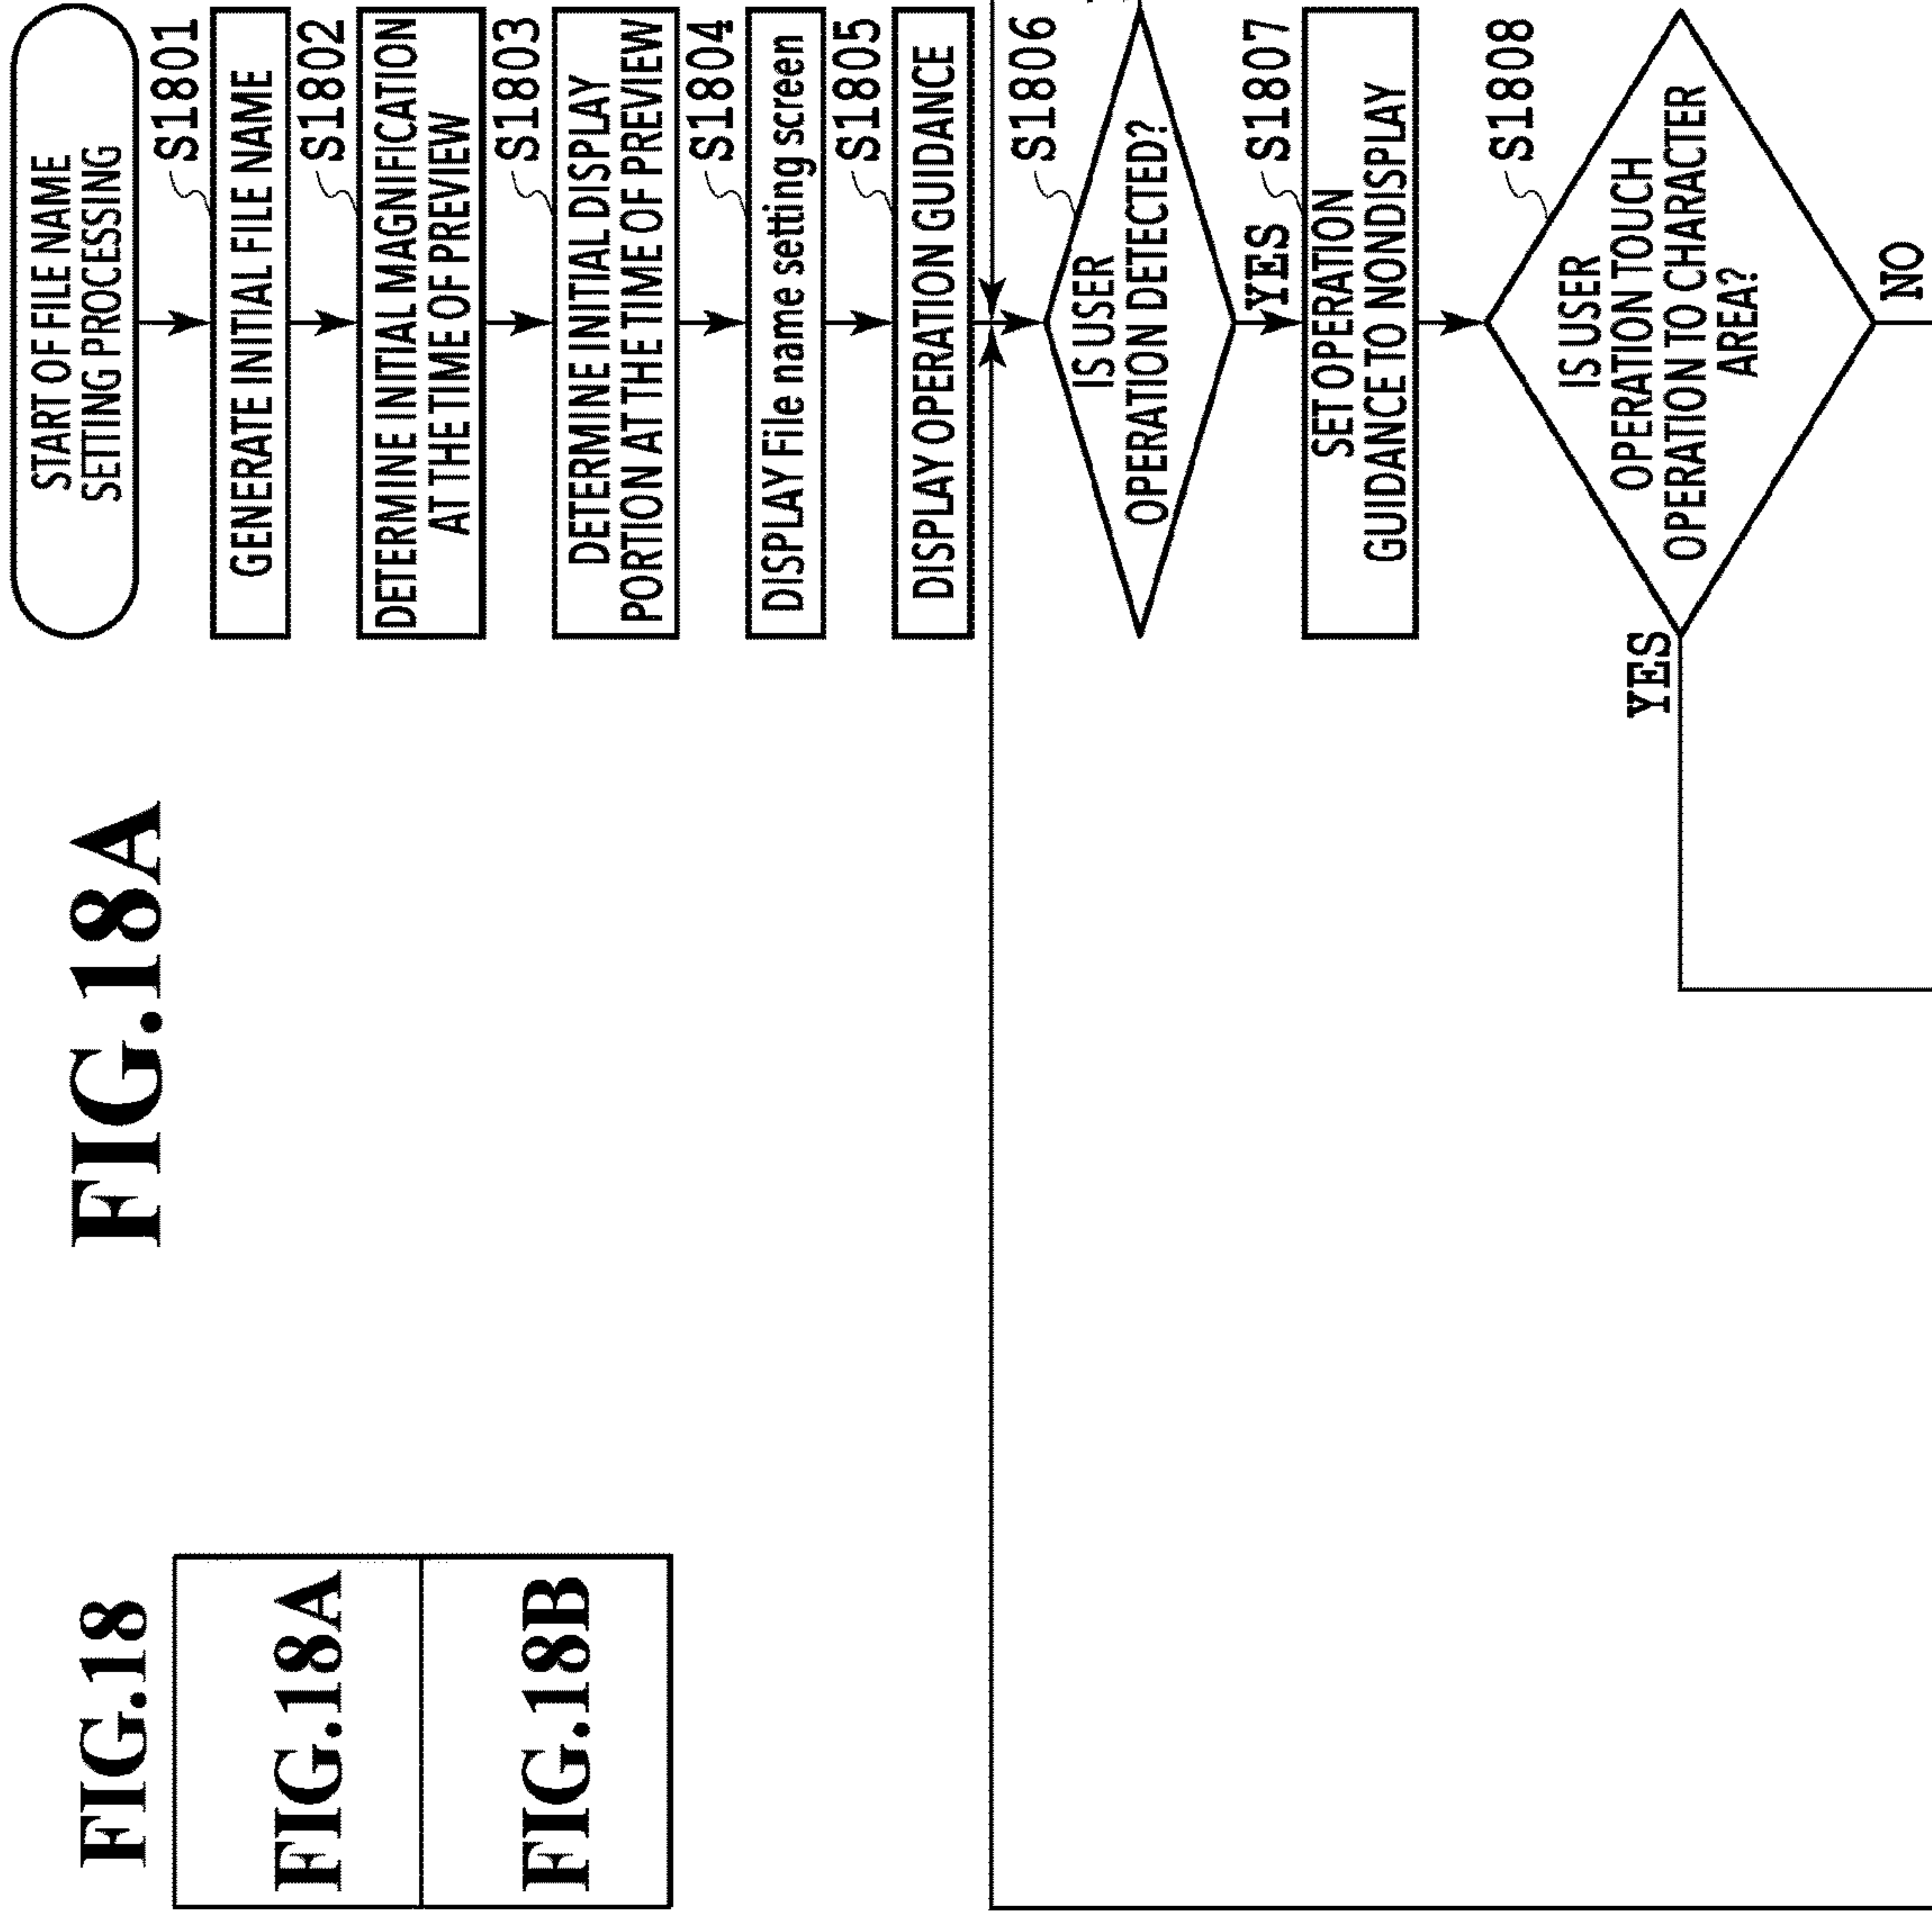 FIG.18
FIG.18A
FIG.18B
FIG.18A
START OF FILE NAME
SETTING PROCESSING
S1801
GENERATE INITIAL FILE NAME
S1802
DETERMINE INITIAL MAGNIFICATION
AT THE TIME OF PREVIEW
S1803
DETERMINE INITIAL DISPLAY
PORTION AT THE TIME OF PREVIEW
S1804
DISPLAY File name setting screen
S1805
DISPLAY OPERATION GUIDANCE
S1806
IS USER
OPERATION DETECTED?
YES
S1807
SET OPERATION
GUIDANCE TO NONDISPLAY
S1808
IS USER
OPERATION TOUCH
OPERATION TO CHARACTER
AREA?
YES
NO